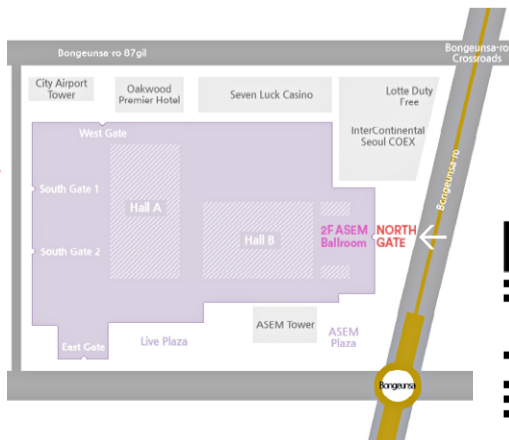 Bongeunsa-ro 87gil
Bongeunsa-ro
Crossroads
City Airport
Tower
Oakwood
Premier Hotel
Seven Luck Casino
Lotte Duty
Free
InterContinental
Seoul COEX
West Gate
Bongeunsa-ro
South Gate 1
Hall A
2F ASEM
Ballroom
NORTH
GATE
Hall B
South Gate 2
ASEM Tower
ASEM
Plaza
Live Plaza
East Gate
Bongeunsa